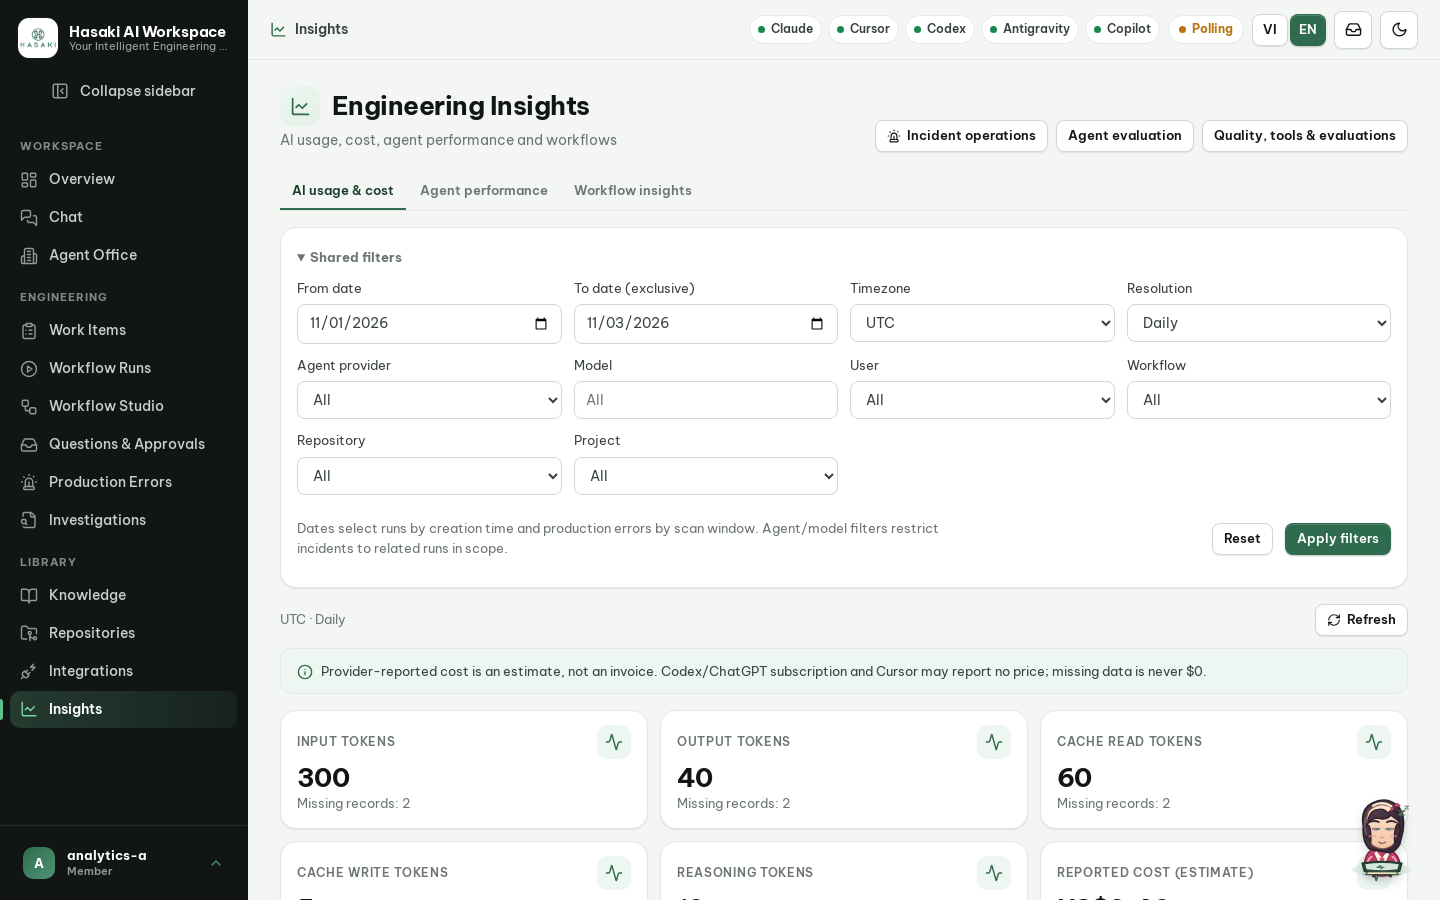 HASAKI
Hasaki AI Workspace
Your Intelligent Engineering ...
Collapse sidebar
WORKSPACE
Overview
Chat
Agent Office
ENGINEERING
Work Items
Workflow Runs
Workflow Studio
Questions & Approvals
Production Errors
Investigations
LIBRARY
Knowledge
Repositories
Integrations
Insights
A
analytics-a
Member
Insights
Claude
Cursor
Codex
Antigravity
Copilot
Polling
VI
EN
Engineering Insights
AI usage, cost, agent performance and workflows
Incident operations
Agent evaluation
Quality, tools & evaluations
AI usage & cost
Agent performance
Workflow insights
Shared filters
From date
To date (exclusive)
Timezone
Resolution
11/01/2026
11/03/2026
UTC
Daily
Agent provider
Model
User
Workflow
All
All
All
All
Repository
Project
All
All
Dates select runs by creation time and production errors by scan window. Agent/model filters restrict
incidents to related runs in scope.
Reset
Apply filters
UTC · Daily
Refresh
Provider-reported cost is an estimate, not an invoice. Codex/ChatGPT subscription and Cursor may report no price; missing data is never $0.
INPUT TOKENS
300
Missing records: 2
OUTPUT TOKENS
40
Missing records: 2
CACHE READ TOKENS
60
Missing records: 2
CACHE WRITE TOKENS
REASONING TOKENS
REPORTED COST (ESTIMATE)